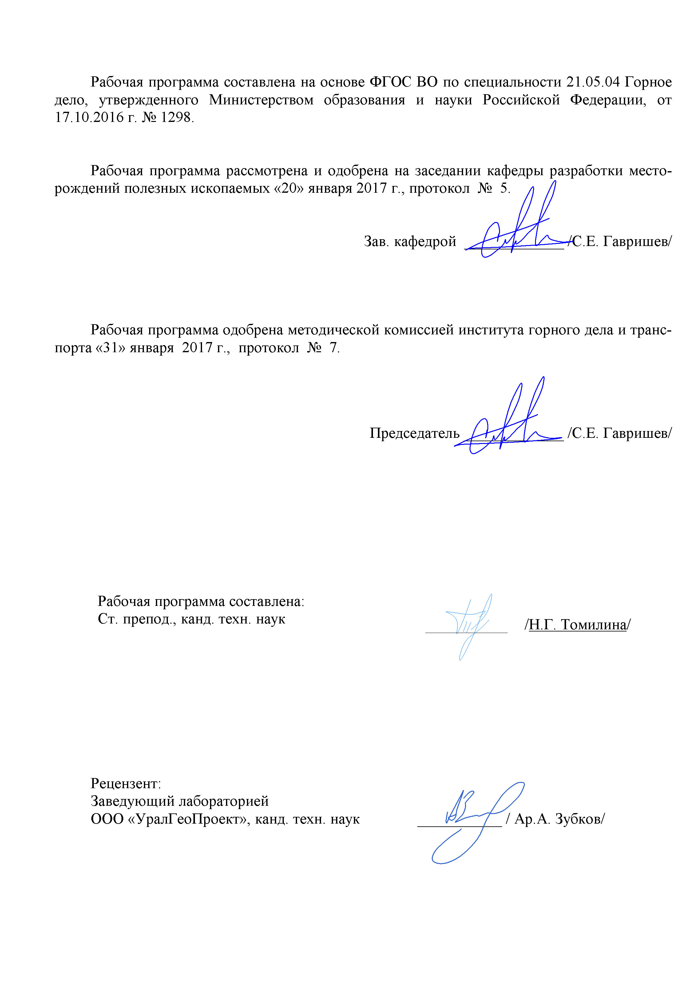 Рабочая программа составлена на основе ФГОС ВО по специальности 21.05.04 Горное
дело, утвержденного Министерством образования и науки Российской Федерации, от
17.10.2016 г. № 1298.
Рабочая программа рассмотрена и одобрена на заседании кафедры разработки место-
рождений полезных ископаемых «20» января 2017 г., протокол № 5.
Зав. кафедрой /С.Е. Гавришев/
Рабочая программа одобрена методической комиссией института горного дела и транс-
порта «31» января 2017 г., протокол № 7.
Председатель /С.Е. Гавришев/
Рабочая программа составлена:
Ст. препод., канд. техн. наук
/Н.Г. Томилина/
Рецензент:
Заведующий лабораторией
ООО «УралГеоПроект», канд. техн. наук / Ар.А. Зубков/